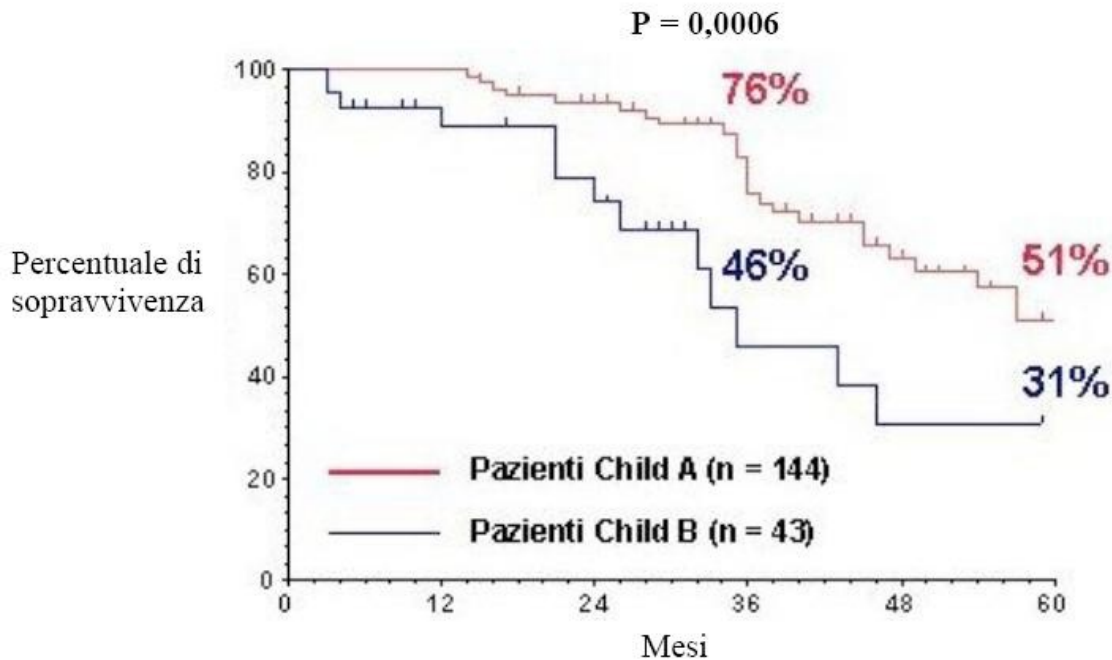 P = 0,0006
100
80
60
40
20
0
76%
46%
51%
31%
Percentuale di
sopravvivenza
Pazienti Child A (n = 144)
Pazienti Child B (n = 43)
0 12 24 36 48 60
Mesi